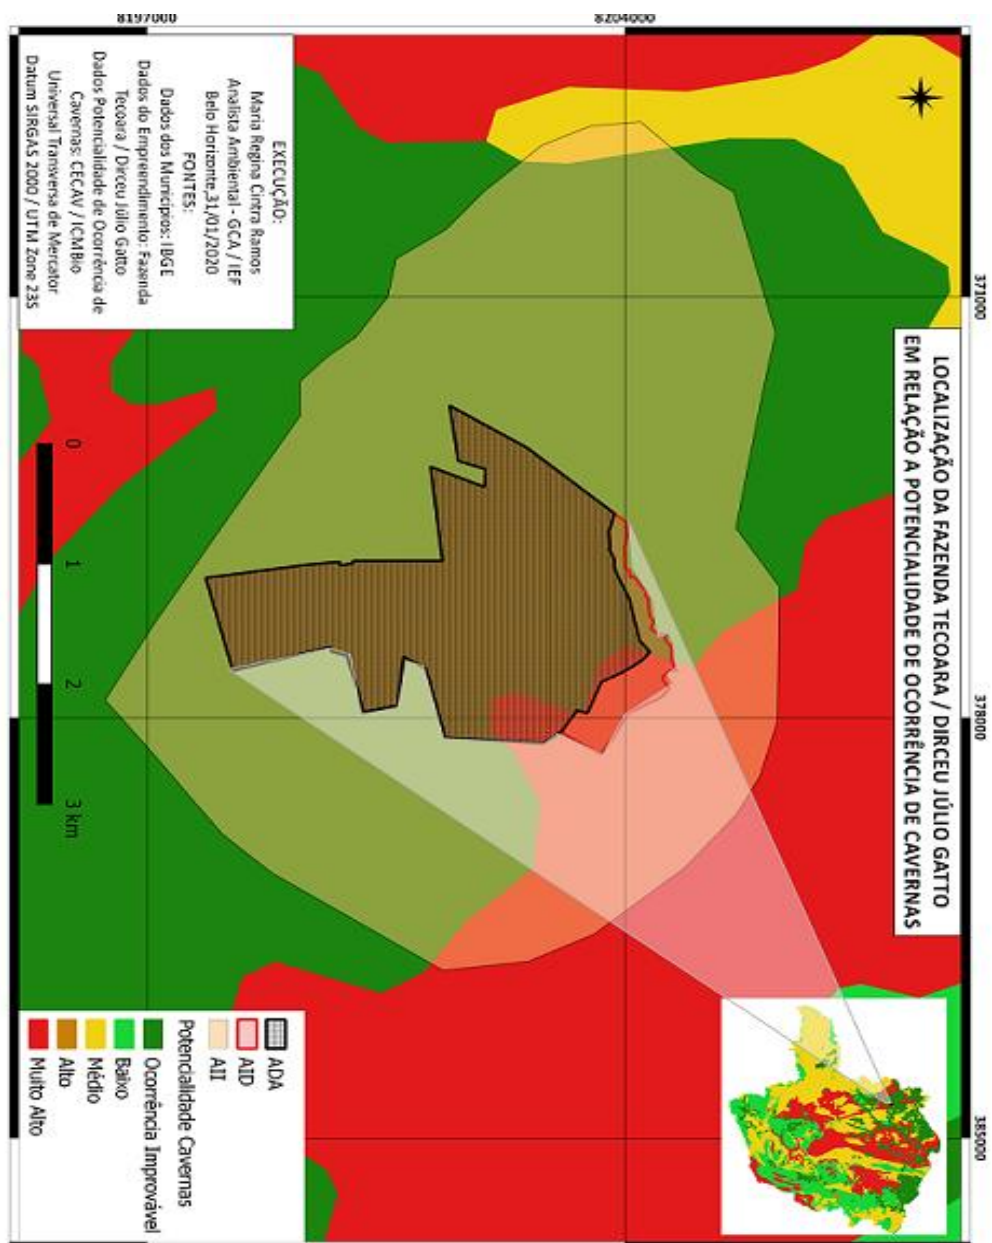 LOCALIZAÇÃO DA FAZENDA TECOARA / DIRCEU JÚLIO GATTO
EM RELAÇÃO A POTENCIALIDADE DE OCORRÊNCIA DE CAVERNAS
371000
378000
385000
8204000
8197000
EXECUÇÃO:
Maria Regina Cintra Ramos
Analista Ambiental - GCA / IEF
Belo Horizonte,31/01/2020
FONTES:
Dados dos Municipios: IBGE
Dados do Empreendimento: Fazenda
Tecoara / Dirceu Júlio Gatto
Dados Potencialidade de Ocorrência de
Cavernas: CECAV / ICMBio
Universal Transversa de Mercator
Datum SIRGAS 2000 / UTM Zone 23S
0 1 2 3 km
ADA
AID
AII
Potencialidade Cavernas
Ocorrência Improvável
Baixo
Médio
Alto
Muito Alto